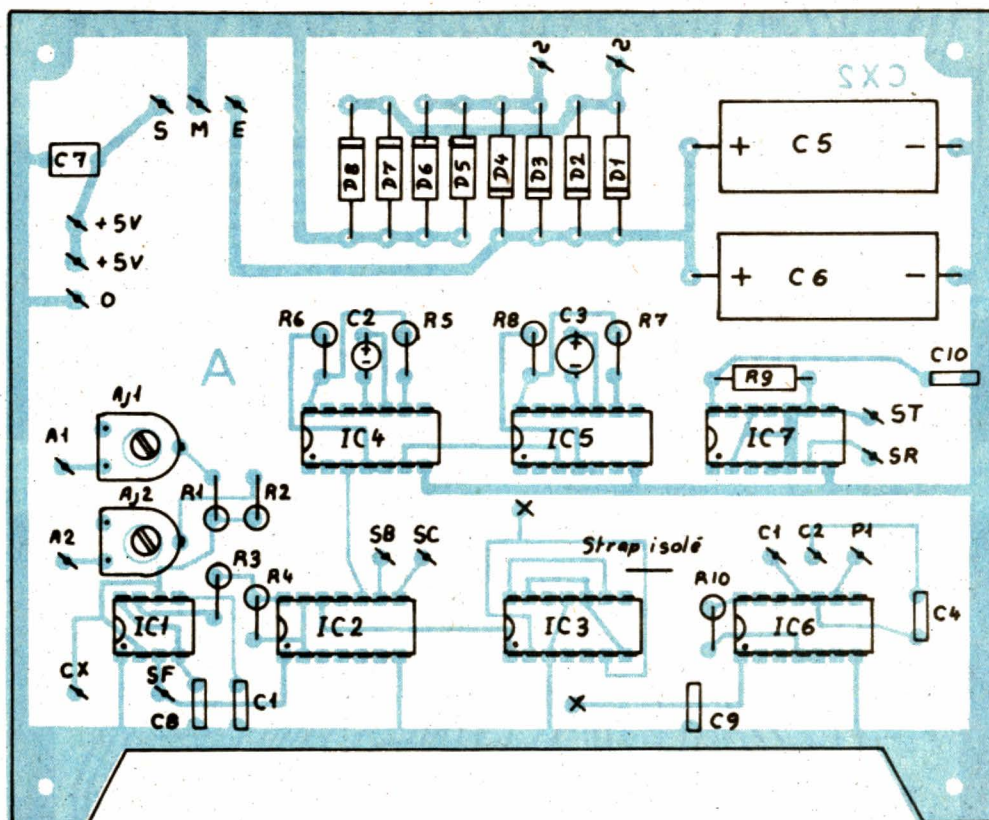 ~ ~
CX2
S M E
C7
D8 D7 D6 D5 D4 D3 D2 D1
+ C5 -
+5V
+5V
+ C6 -
0
R6 C2 R5
R8 C3 R7
+
-
+
-
C10
R9
A
Aj1
A1
IC4
IC5
IC7
ST
SR
Aj2
R1 R2
A2
SB SC
Strap isolé
C1 C2 P1
R3
R4
R10
IC1
IC2
IC3
IC6
C4
CX
SF
C8
C1
C9